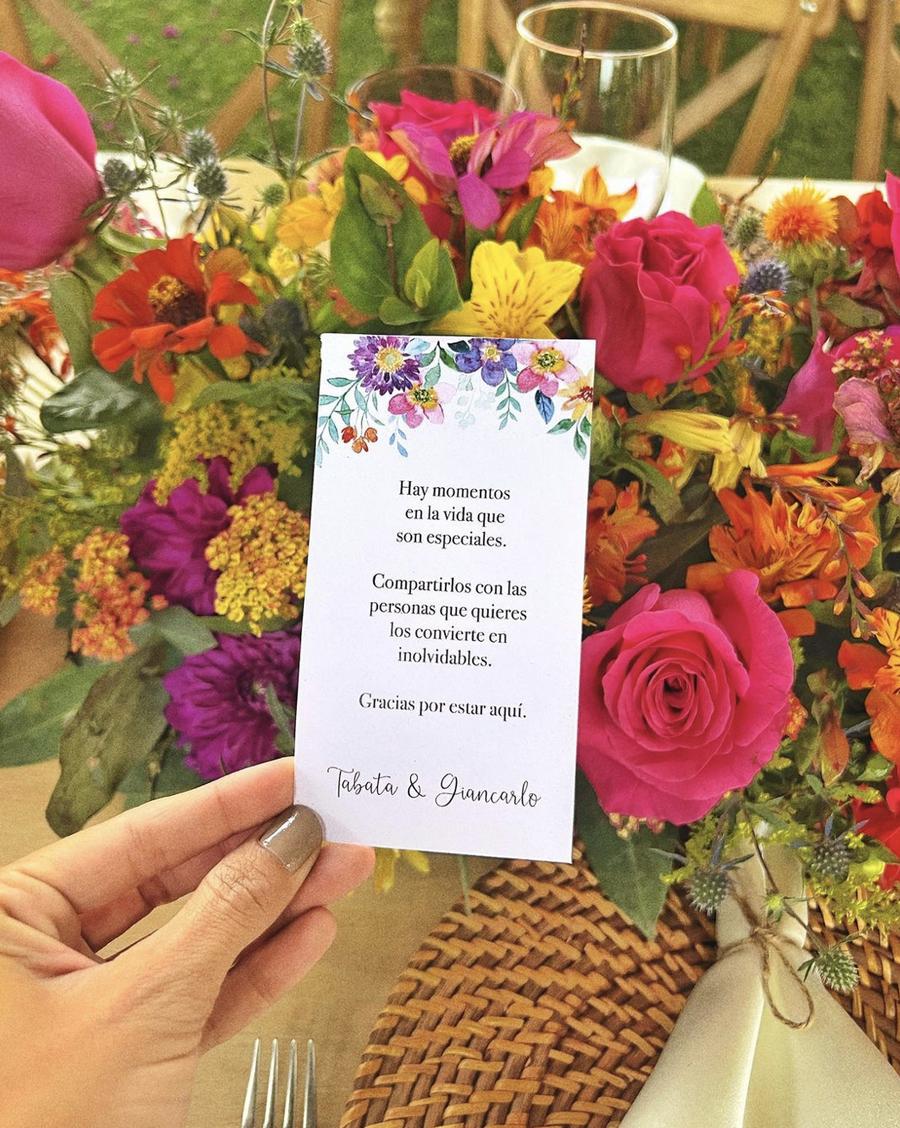 Hay momentos
en la vida que
son especiales.
Compartirlos con las
personas que quieres
los convierte en
inolvidables.
Gracias por estar aquí.
Tabata & Giancarlo